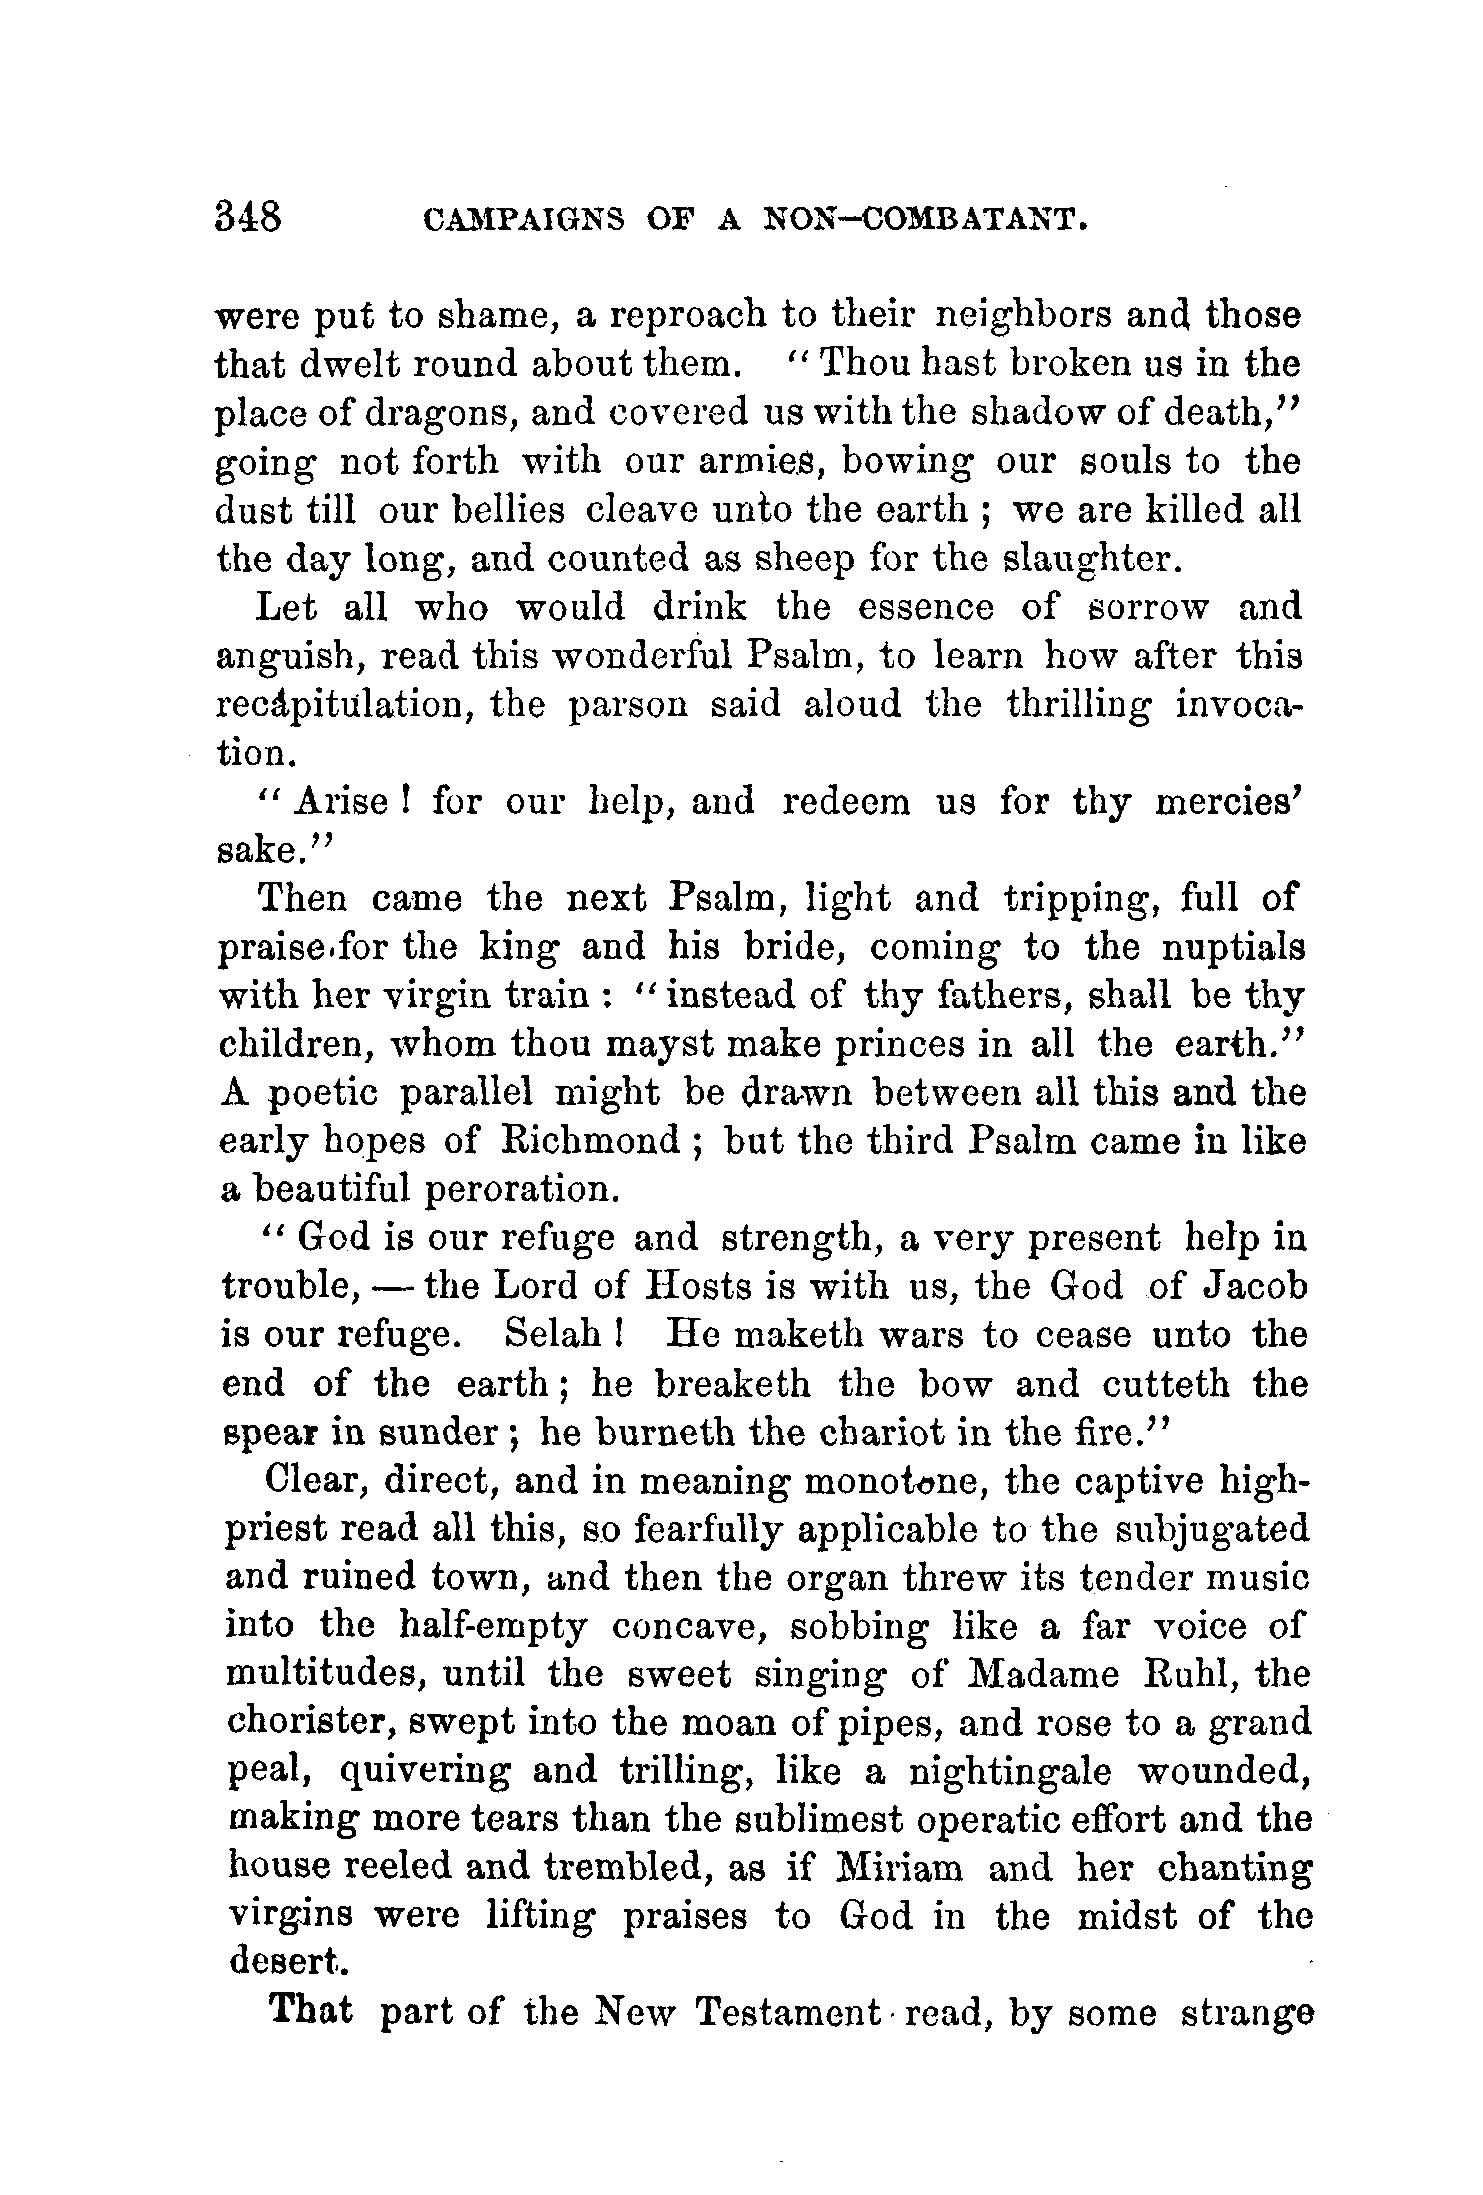 348 CAMPAIGNS OF A NON-COMBATANT.
were put to shame, a reproach to their neighbors and those
that dwelt round about them. "Thou hast broken us in the
place of dragons, and covered us with the shadow of death,"
going not forth with our armies, bowing our souls to the
dust till our bellies cleave unto the earth; we are killed all
the day long, and counted as sheep for the slaughter.
Let all who would drink the essence of sorrow and
anguish, read this wonderful Psalm, to learn how after this
recapitulation, the parson said aloud the thrilling invoca-
tion.
"Arise! for our help, and redeem us for thy mercies'
sake."
Then came the next Psalm, light and tripping, full of
praise for the king and his bride, coming to the nuptials
with her virgin train: "instead of thy fathers, shall be thy
children, whom thou mayst make princes in all the earth."
A poetic parallel might be drawn between all this and the
early hopes of Richmond; but the third Psalm came in like
a beautiful peroration.
"God is our refuge and strength, a very present help in
trouble, — the Lord of Hosts is with us, the God of Jacob
is our refuge. Selah! He maketh wars to cease unto the
end of the earth; he breaketh the bow and cutteth the
spear in sunder; he burneth the chariot in the fire."
Clear, direct, and in meaning monotone, the captive high-
priest read all this, so fearfully applicable to the subjugated
and ruined town, and then the organ threw its tender music
into the half-empty concave, sobbing like a far voice of
multitudes, until the sweet singing of Madame Ruhl, the
chorister, swept into the moan of pipes, and rose to a grand
peal, quivering and trilling, like a nightingale wounded,
making more tears than the sublimest operatic effort and the
house reeled and trembled, as if Miriam and her chanting
virgins were lifting praises to God in the midst of the
desert.
That part of the New Testament read, by some strange